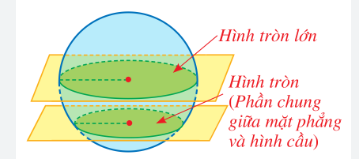 Hình tròn lớn
Hình tròn
(Phần chung
giữa mặt phẳng
và hình cầu)